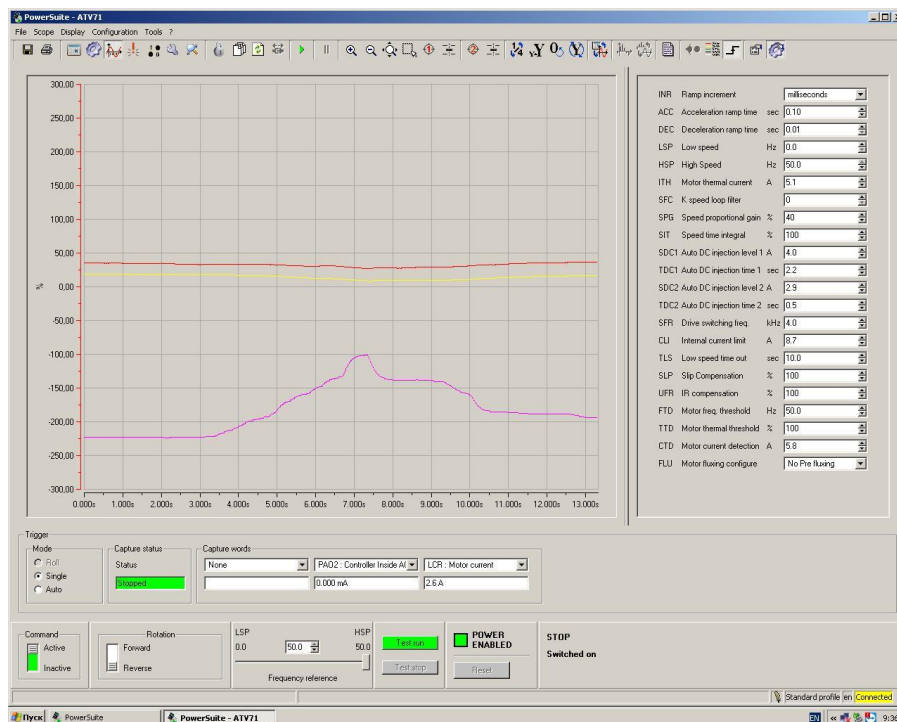 PowerSuite - ATV71
File Scope Display Configuration Tools ?
300.00
250.00
200.00
150.00
100.00
50.00
0.00
-50.00
-100.00
-150.00
-200.00
-250.00
-300.00
%
0.000s 1.000s 2.000s 3.000s 4.000s 5.000s 6.000s 7.000s 8.000s 9.000s 10.000s 11.000s 12.000s 13.000s
INR Ramp increment milliseconds
ACC Acceleration ramp time sec 0.10
DEC Deceleration ramp time sec 0.01
LSP Low speed Hz 0.0
HSP High Speed Hz 50.0
ITH Motor thermal current A 5.1
SFC K speed loop filter 0
SPG Speed proportional gain % 40
SIT Speed time integral % 100
SDC1 Auto DC injection level 1 A 4.0
TDC1 Auto DC injection time 1 sec 2.2
SDC2 Auto DC injection level 2 A 2.9
TDC2 Auto DC injection time 2 sec 0.5
SFR Drive switching freq. kHz 4.0
CLI Internal current limit A 8.7
TLS Low speed time out sec 10.0
SLP Slip Compensation % 100
UFR IR compensation % 100
FTD Motor freq. threshold Hz 50.0
TTD Motor thermal threshold % 100
CTD Motor current detection A 5.8
FLU Motor fluxing configure No Pre fluxing
Trigger
Mode
Roll
Single
Auto
Capture status
Status
Stopped
Capture words
None PAO2 : Controller Inside A( LCR : Motor current
0.000 mA 2.6 A
Command
Active
Inactive
Rotation
Forward
Reverse
LSP HSP
0.0 50.0 50.0
Frequency reference
Test run
Test stop
POWER
ENABLED
Reset
STOP
Switched on
Standard profile en Connected
Пуск PowerSuite PowerSuite - ATV71 EN « 9:36